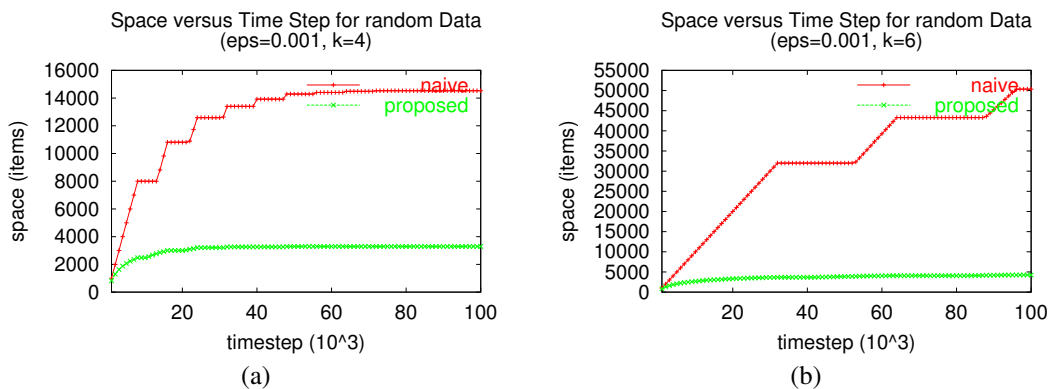 Space versus Time Step for random Data
(eps=0.001, k=4)
16000
14000
12000
10000
8000
6000
4000
2000
0
space (items)
naive
proposed
20 40 60 80 100
timestep (10^3)
(a)
Space versus Time Step for random Data
(eps=0.001, k=6)
55000
50000
45000
40000
35000
30000
25000
20000
15000
10000
5000
0
space (items)
naive
proposed
20 40 60 80 100
timestep (10^3)
(b)